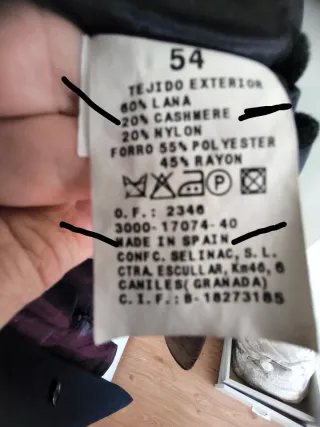 54
TEJIDO EXTERIOR
60% LANA
20% CASHMERE
20% NYLON
FORRO 55% POLYESTER
45% RAYON
P
O.F.: 2346
3000-17074-40
MADE IN SPAIN
CONFC. SELINAC, S.L.
CTRA. ESCULLAR, Km46, 6
CANILES( GRANADA)
C.I.F.:B-18273185